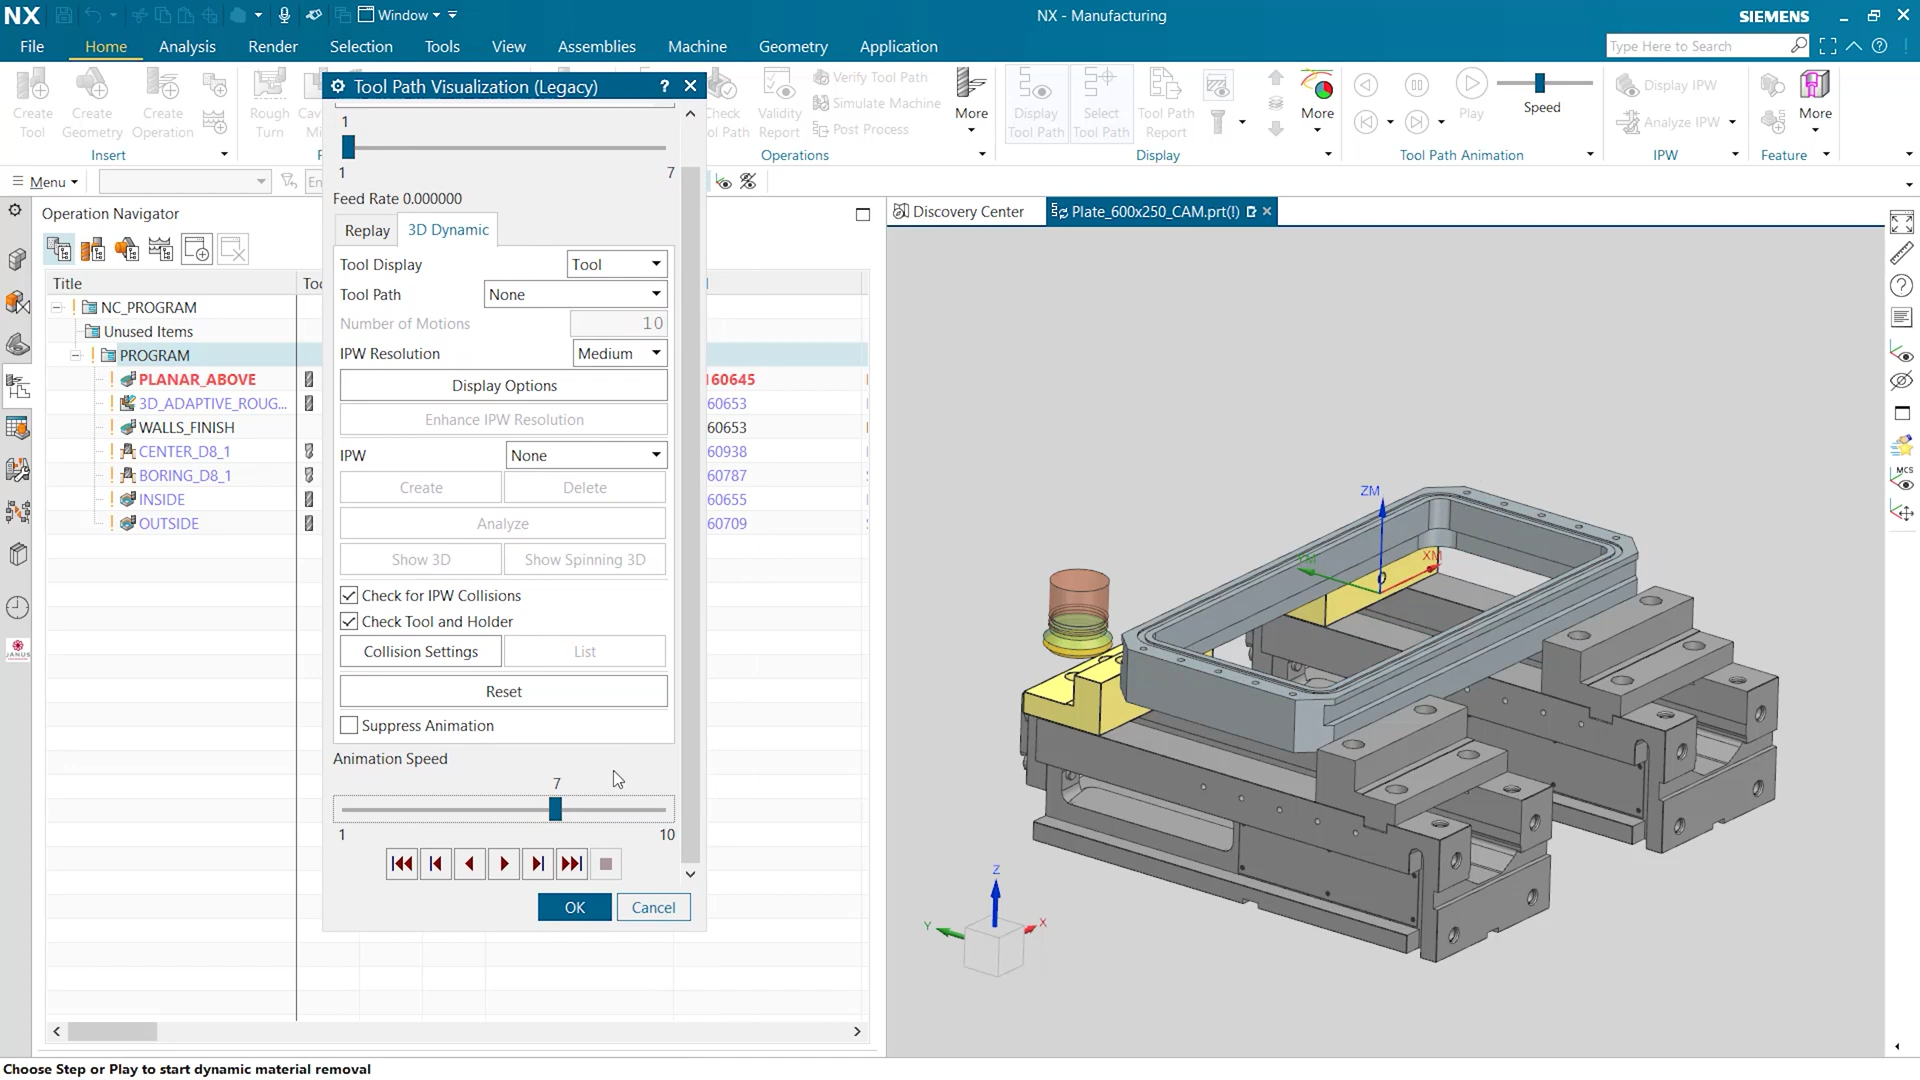 NX
Window
NX - Manufacturing
SIEMENS
File
Home
Analysis
Render
Selection
Tools
View
Assemblies
Machine
Geometry
Application
Type Here to Search
Create Tool
Create Geometry
Create Operation
Insert
Rough Turn
Tool Path Visualization (Legacy)
Validity Report
Verify Tool Path
Simulate Machine
Post Process
More
Operations
Display Tool Path
Select Tool Path
Tool Path Report
More
Display
Play
Speed
Tool Path Animation
Display IPW
Analyze IPW
IPW
More
Feature
Menu
1
1
7
Feed Rate 0.000000
Replay
3D Dynamic
Tool Display
Tool
Tool Path
None
Number of Motions
10
IPW Resolution
Medium
Display Options
Enhance IPW Resolution
IPW
None
Create
Delete
Analyze
Show 3D
Show Spinning 3D
Check for IPW Collisions
Check Tool and Holder
Collision Settings
List
Reset
Suppress Animation
Animation Speed
7
1
10
OK
Cancel
Operation Navigator
Title
NC_PROGRAM
Unused Items
PROGRAM
PLANAR_ABOVE
160645
3D_ADAPTIVE_ROUG...
60653
WALLS_FINISH
60653
CENTER_D8_1
60938
BORING_D8_1
60787
INSIDE
60655
OUTSIDE
60709
Discovery Center
Plate_600x250_CAM.prt(!)
ZM
XM
YM
Z
Y
X
MCS
JANUS
Choose Step or Play to start dynamic material removal